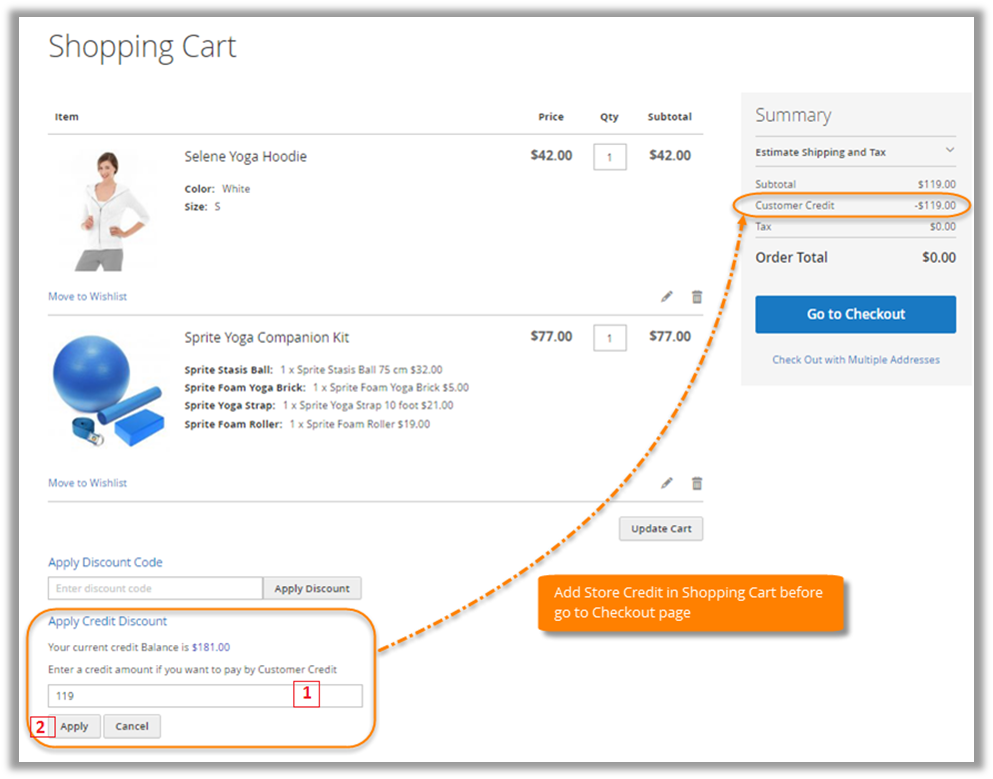 Shopping Cart
Item Price Qty Subtotal
Selene Yoga Hoodie $42.00 1 $42.00
Color: White
Size: S
Move to Wishlist
Sprite Yoga Companion Kit $77.00 1 $77.00
Sprite Stasis Ball: 1 x Sprite Stasis Ball 75 cm $32.00
Sprite Foam Yoga Brick: 1 x Sprite Foam Yoga Brick $5.00
Sprite Yoga Strap: 1 x Sprite Yoga Strap 10 foot $21.00
Sprite Foam Roller: 1 x Sprite Foam Roller $19.00
Move to Wishlist
Update Cart
Apply Discount Code
Enter discount code Apply Discount
Apply Credit Discount
Your current credit Balance is $181.00
Enter a credit amount if you want to pay by Customer Credit
119 1
2 Apply Cancel
Summary
Estimate Shipping and Tax
Subtotal $119.00
Customer Credit -$119.00
Tax $0.00
Order Total $0.00
Go to Checkout
Check Out with Multiple Addresses
Add Store Credit in Shopping Cart before
go to Checkout page